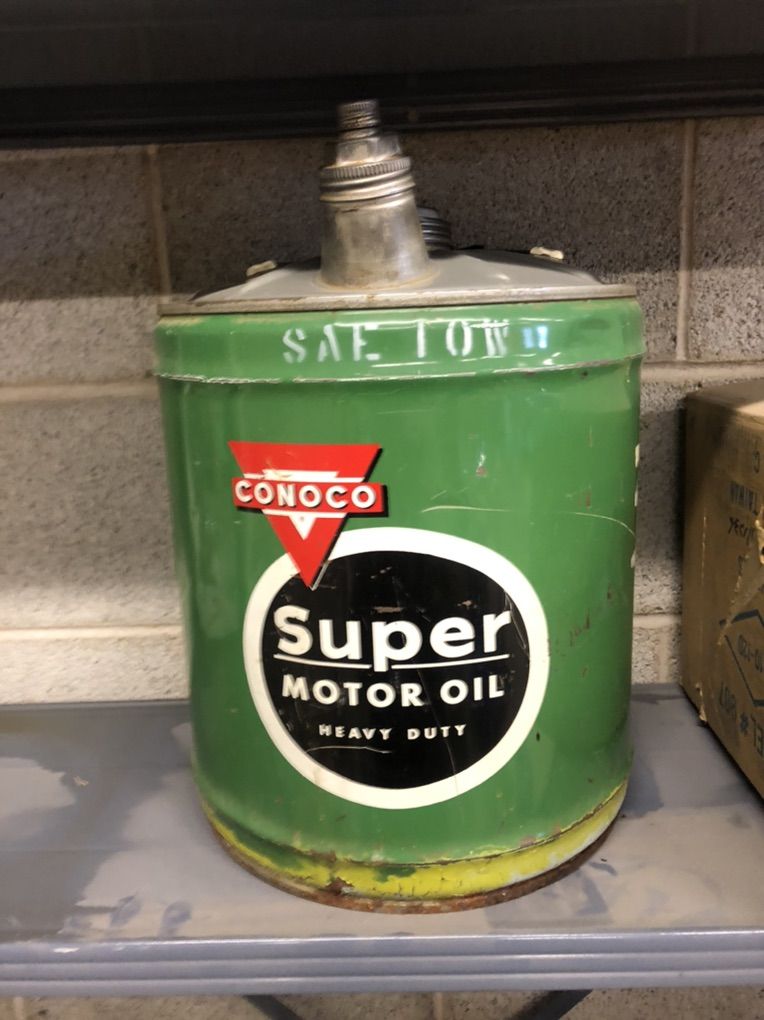 SAE 10W
CONOCO
Super
MOTOR OIL
HEAVY DUTY